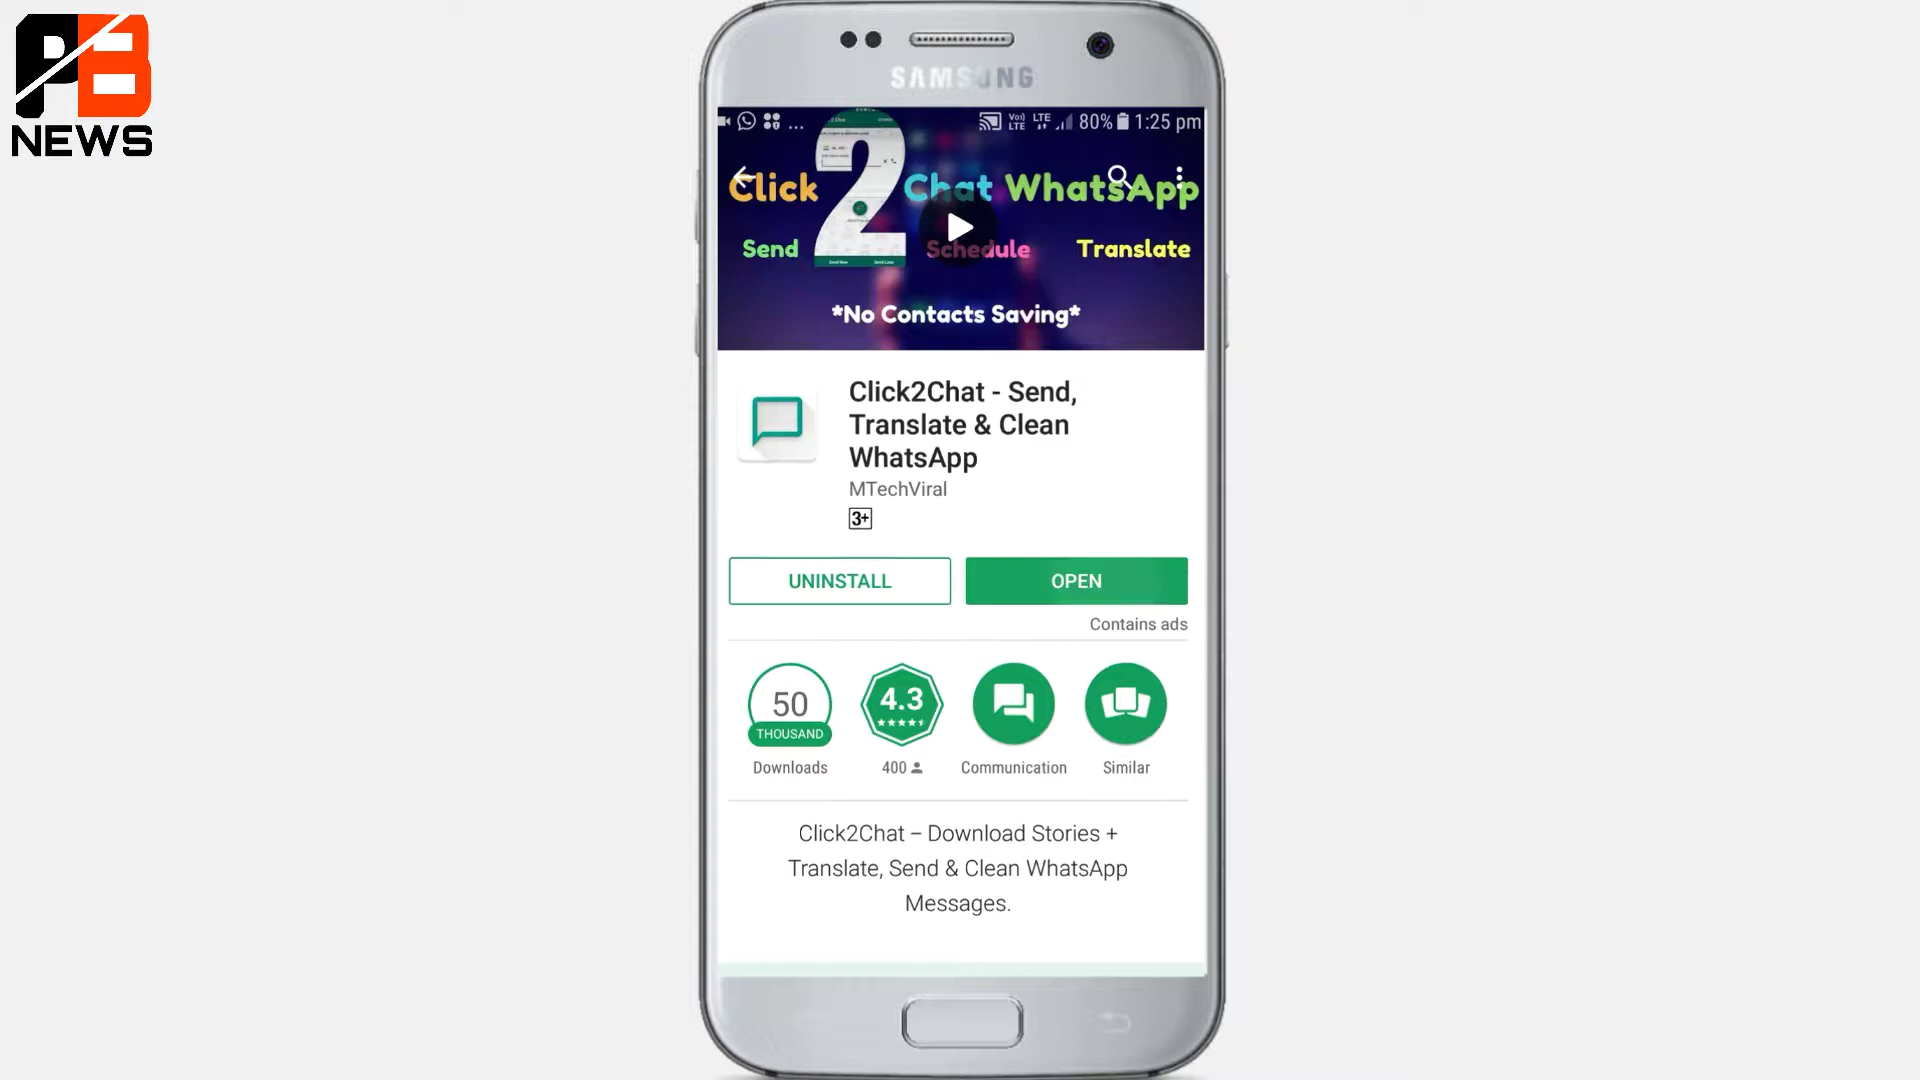 PB
NEWS
SAMSUNG
... LTE LTE 80% 1:25 pm
Click 2 Chat WhatsApp
Send Schedule Translate
*No Contacts Saving*
Click2Chat - Send,
Translate & Clean
WhatsApp
MTechViral
3+
UNINSTALL OPEN
Contains ads
50
THOUSAND
4.3
Downloads 400 Communication Similar
Click2Chat – Download Stories +
Translate, Send & Clean WhatsApp
Messages.